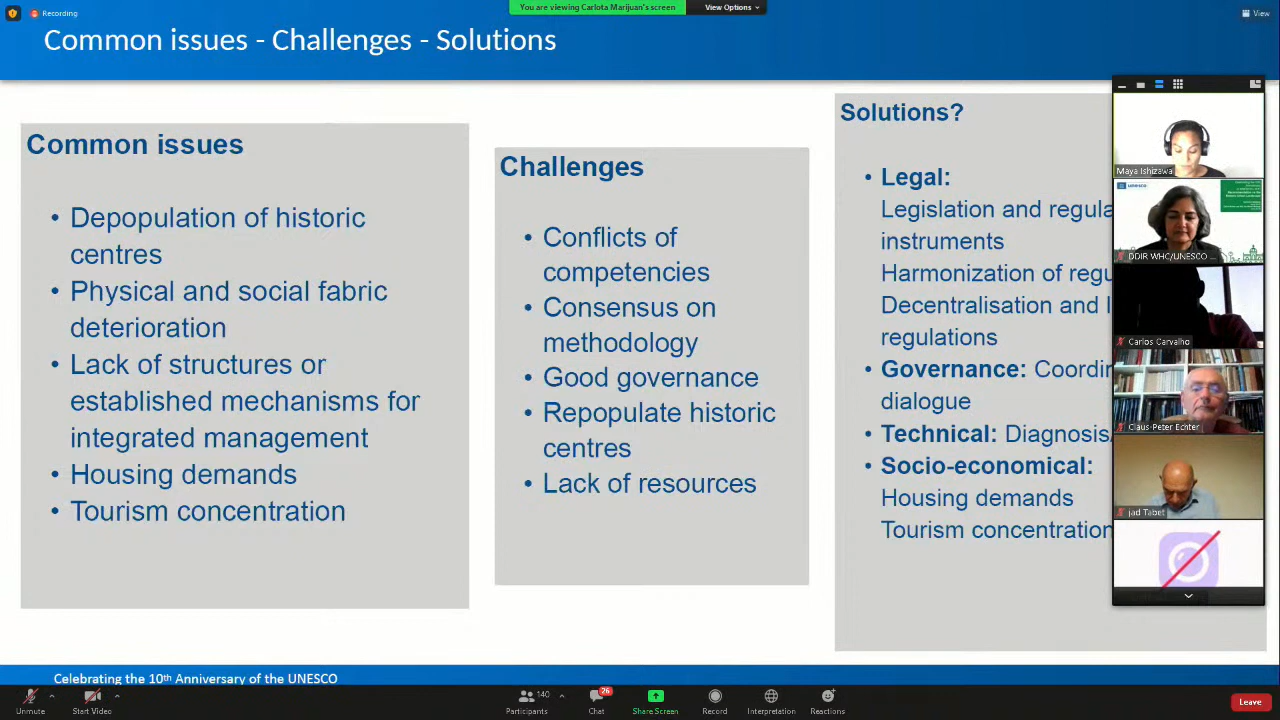 Recording
You are viewing Carlota Marijuan's screen
View Options
View
Common issues - Challenges - Solutions
Common issues
• Depopulation of historic
centres
• Physical and social fabric
deterioration
• Lack of structures or
established mechanisms for
integrated management
• Housing demands
• Tourism concentration
Challenges
• Conflicts of
competencies
• Consensus on
methodology
• Good governance
• Repopulate historic
centres
• Lack of resources
Solutions?
• Legal:
Legislation and regula
instruments
Harmonization of regu
Decentralisation and l
regulations
• Governance: Coordin
dialogue
• Technical: Diagnosis/
• Socio-economical:
Housing demands
Tourism concentration
Maya Ishizawa
UNESCO
DDIR WHC/UNESCO ...
Carlos Carvalho
Claus-Peter Echter
jad Tabet
Celebrating the 10th Anniversary of the UNESCO
Unmute
Start Video
Participants
140
Chat
26
Share Screen
Record
Interpretation
Reactions
Leave